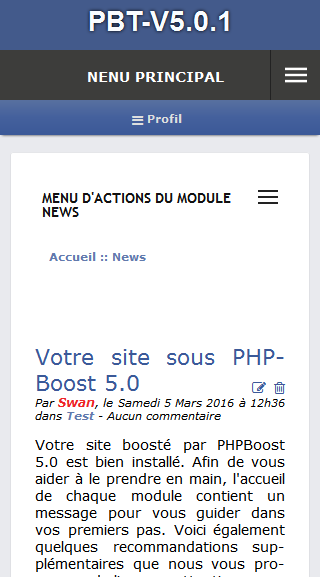 PBT-V5.0.1
NENU PRINCIPAL
Profil
MENU D'ACTIONS DU MODULE
NEWS
Accueil :: News
Votre site sous PHP-
Boost 5.0
Par Swan, le Samedi 5 Mars 2016 à 12h36
dans Test - Aucun commentaire
Votre site boosté par PHPBoost
5.0 est bien installé. Afin de vous
aider à le prendre en main, l'accueil
de chaque module contient un
message pour vous guider dans
vos premiers pas. Voici également
quelques recommandations sup-
plémentaires que nous vous pro-